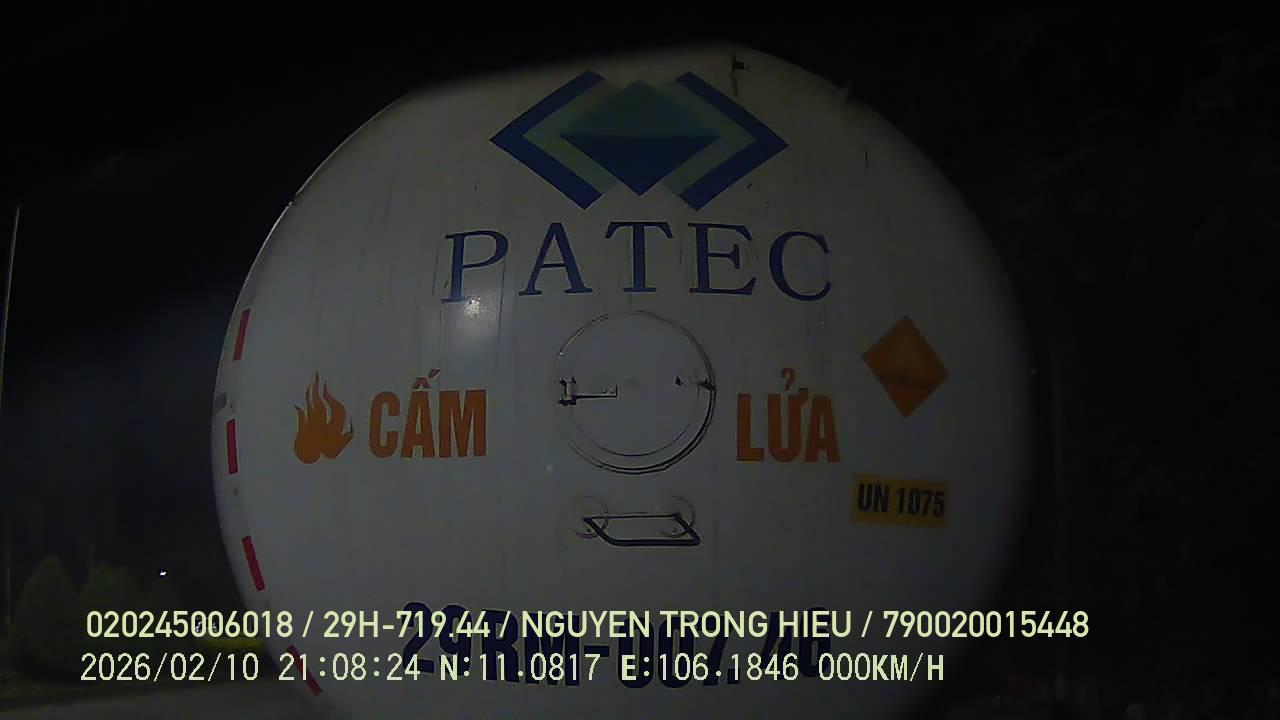 PATEC
CẤM LỬA
UN 1075
020245006018 / 29H-719.44 / NGUYEN TRONG HIEU / 790020015448
2026/02/10 21:08:24 N:11.0817 E:106.1846 000KM/H